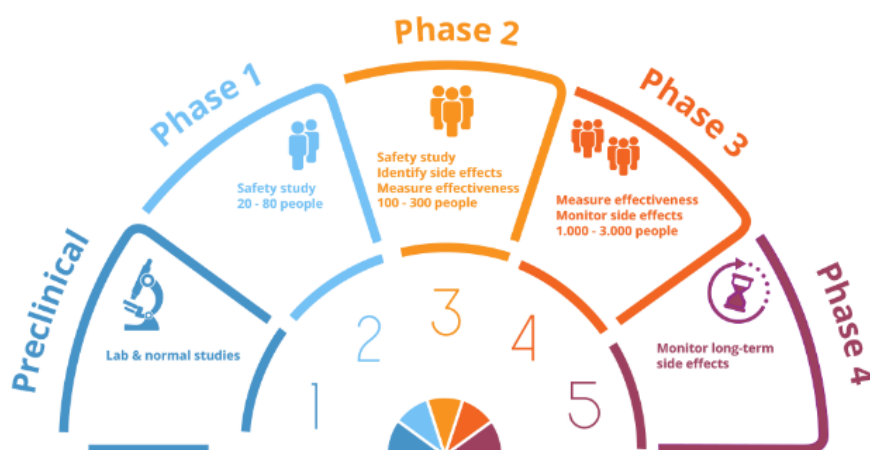 Preclinical
Lab & normal studies
1
Phase 1
Safety study
20 - 80 people
2
Phase 2
Safety study
Identify side effects
Measure effectiveness
100 - 300 people
3
Phase 3
Measure effectiveness
Monitor side effects
1.000 - 3.000 people
4
Phase 4
Monitor long-term
side effects
5